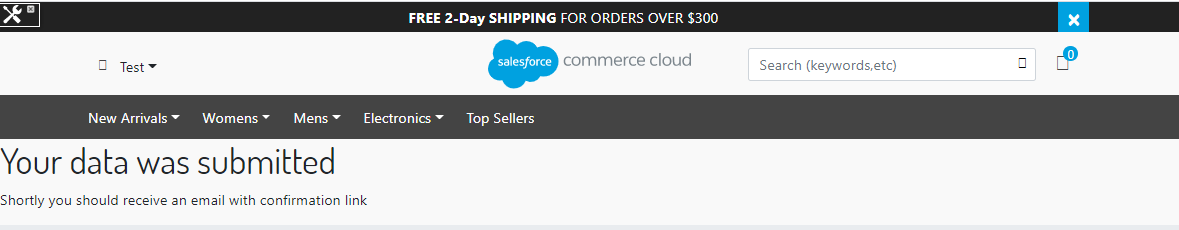 FREE 2-Day SHIPPING FOR ORDERS OVER $300
Test
salesforce commerce cloud
Search (keywords,etc)
0
New Arrivals Womens Mens Electronics Top Sellers
Your data was submitted
Shortly you should receive an email with confirmation link